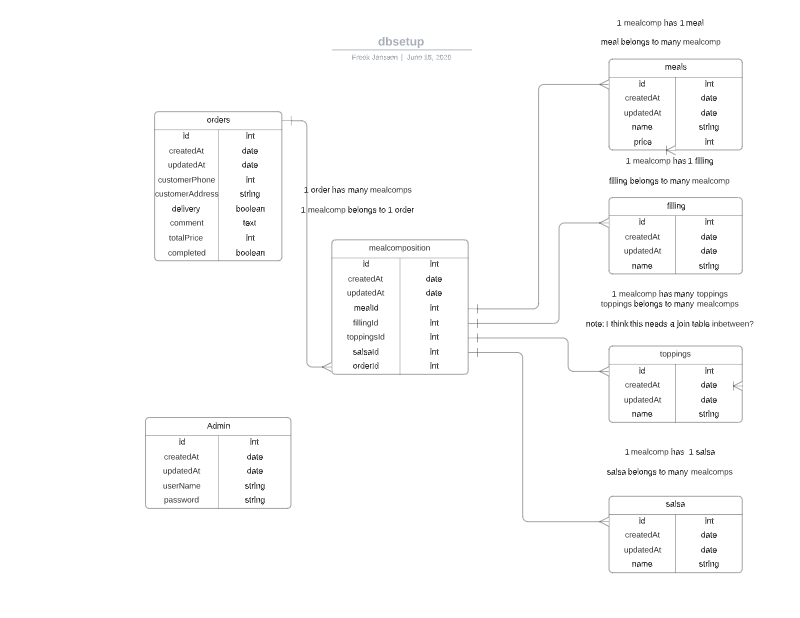 dbsetup
Freek Jansen | June 18, 2020
orders
id int
createdAt date
updatedAt date
customerPhone int
customerAddress string
delivery boolean
comment text
totalPrice int
completed boolean
1 order has many mealcomps
1 mealcomp belongs to 1 order
mealcomposition
id int
createdAt date
updatedAt date
mealId int
fillingId int
toppingsId int
salsaId int
orderId int
Admin
id int
createdAt date
updatedAt date
userName string
password string
1 mealcomp has 1 meal
meal belongs to many mealcomp
meals
id int
createdAt date
updatedAt date
name string
price int
1 mealcomp has 1 filling
filling belongs to many mealcomp
filling
id int
createdAt date
updatedAt date
name string
1 mealcomp has many toppings
toppings belongs to many mealcomps
note: I think this needs a join table inbetween?
toppings
id int
createdAt date
updatedAt date
name string
1 mealcomp has 1 salsa
salsa belongs to many mealcomps
salsa
id int
createdAt date
updatedAt date
name string